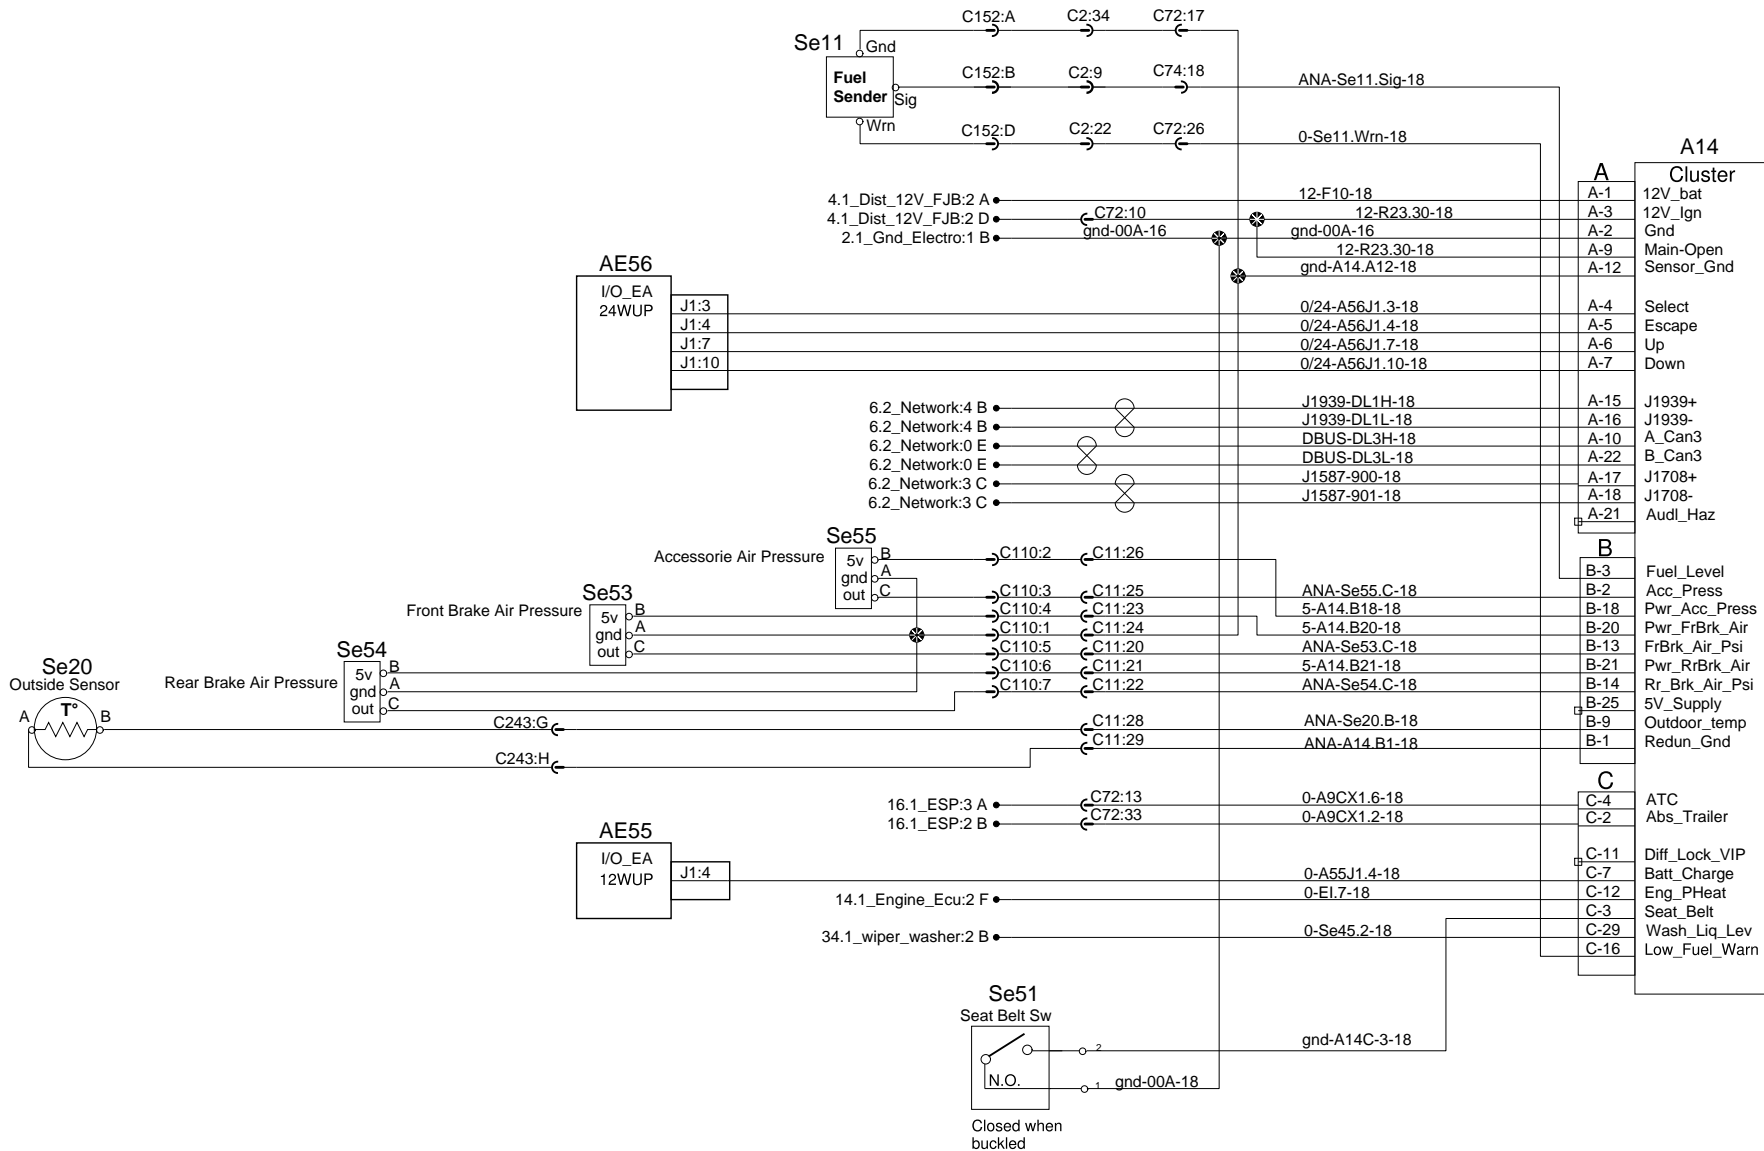 C152:A C2:34 C72:17
Se11 Gnd
Fuel
Sender
C152:B C2:9 C74:18 ANA-Se11.Sig-18
Sig
Wrn
C152:D C2:22 C72:26 0-Se11.Wrn-18
A14
Cluster
A
4.1_Dist_12V_FJB:2 A 12-F10-18 A-1 12V_bat
4.1_Dist_12V_FJB:2 D C72:10 12-R23.30-18 A-3 12V_Ign
2.1_Gnd_Electro:1 B gnd-00A-16 gnd-00A-16 A-2 Gnd
12-R23.30-18 A-9 Main-Open
gnd-A14.A12-18 A-12 Sensor_Gnd
AE56
I/O_EA
24WUP
J1:3 0/24-A56J1.3-18 A-4 Select
J1:4 0/24-A56J1.4-18 A-5 Escape
J1:7 0/24-A56J1.7-18 A-6 Up
J1:10 0/24-A56J1.10-18 A-7 Down
6.2_Network:4 B J1939-DL1H-18 A-15 J1939+
6.2_Network:4 B J1939-DL1L-18 A-16 J1939-
6.2_Network:0 E DBUS-DL3H-18 A-10 A_Can3
6.2_Network:0 E DBUS-DL3L-18 A-22 B_Can3
6.2_Network:3 C J1587-900-18 A-17 J1708+
6.2_Network:3 C J1587-901-18 A-18 J1708-
A-21 Audl_Haz
Se55
Accessorie Air Pressure 5v B C110:2 C11:26
gnd A
out C
B
B-3 Fuel_Level
C110:3 C11:25 ANA-Se55.C-18 B-2 Acc_Press
Se53
Front Brake Air Pressure 5v B
gnd A
out C
C110:4 C11:23 5-A14.B18-18 B-18 Pwr_Acc_Press
C110:1 C11:24 5-A14.B20-18 B-20 Pwr_FrBrk_Air
C110:5 C11:20 ANA-Se53.C-18 B-13 FrBrk_Air_Psi
Se54
Rear Brake Air Pressure 5v B
gnd A
out C
C110:6 C11:21 5-A14.B21-18 B-21 Pwr_RrBrk_Air
C110:7 C11:22 ANA-Se54.C-18 B-14 Rr_Brk_Air_Psi
B-25 5V_Supply
Se20
Outside Sensor
A T° B
C243:G C11:28 ANA-Se20.B-18 B-9 Outdoor_temp
C243:H C11:29 ANA-A14.B1-18 B-1 Redun_Gnd
C
16.1_ESP:3 A C72:13 0-A9CX1.6-18 C-4 ATC
16.1_ESP:2 B C72:33 0-A9CX1.2-18 C-2 Abs_Trailer
AE55
I/O_EA
12WUP
C-11 Diff_Lock_VIP
J1:4 0-A55J1.4-18 C-7 Batt_Charge
14.1_Engine_Ecu:2 F 0-EI.7-18 C-12 Eng_PHeat
C-3 Seat_Belt
34.1_wiper_washer:2 B 0-Se45.2-18 C-29 Wash_Liq_Lev
C-16 Low_Fuel_Warn
Se51
Seat Belt Sw
2 gnd-A14C-3-18
N.O. 1 gnd-00A-18
Closed when
buckled